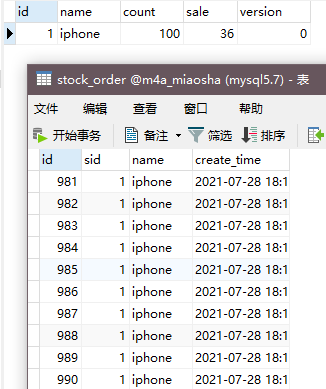 id name count sale version
1 iphone 100 36 0
stock_order @m4a_miaosha (mysql5.7) - 表
文件 编辑 查看 窗口 帮助
开始事务 备注 筛选 排序
id sid name create_time
981 1 iphone 2021-07-28 18:1
982 1 iphone 2021-07-28 18:1
983 1 iphone 2021-07-28 18:1
984 1 iphone 2021-07-28 18:1
985 1 iphone 2021-07-28 18:1
986 1 iphone 2021-07-28 18:1
987 1 iphone 2021-07-28 18:1
988 1 iphone 2021-07-28 18:1
989 1 iphone 2021-07-28 18:1
990 1 iphone 2021-07-28 18:1